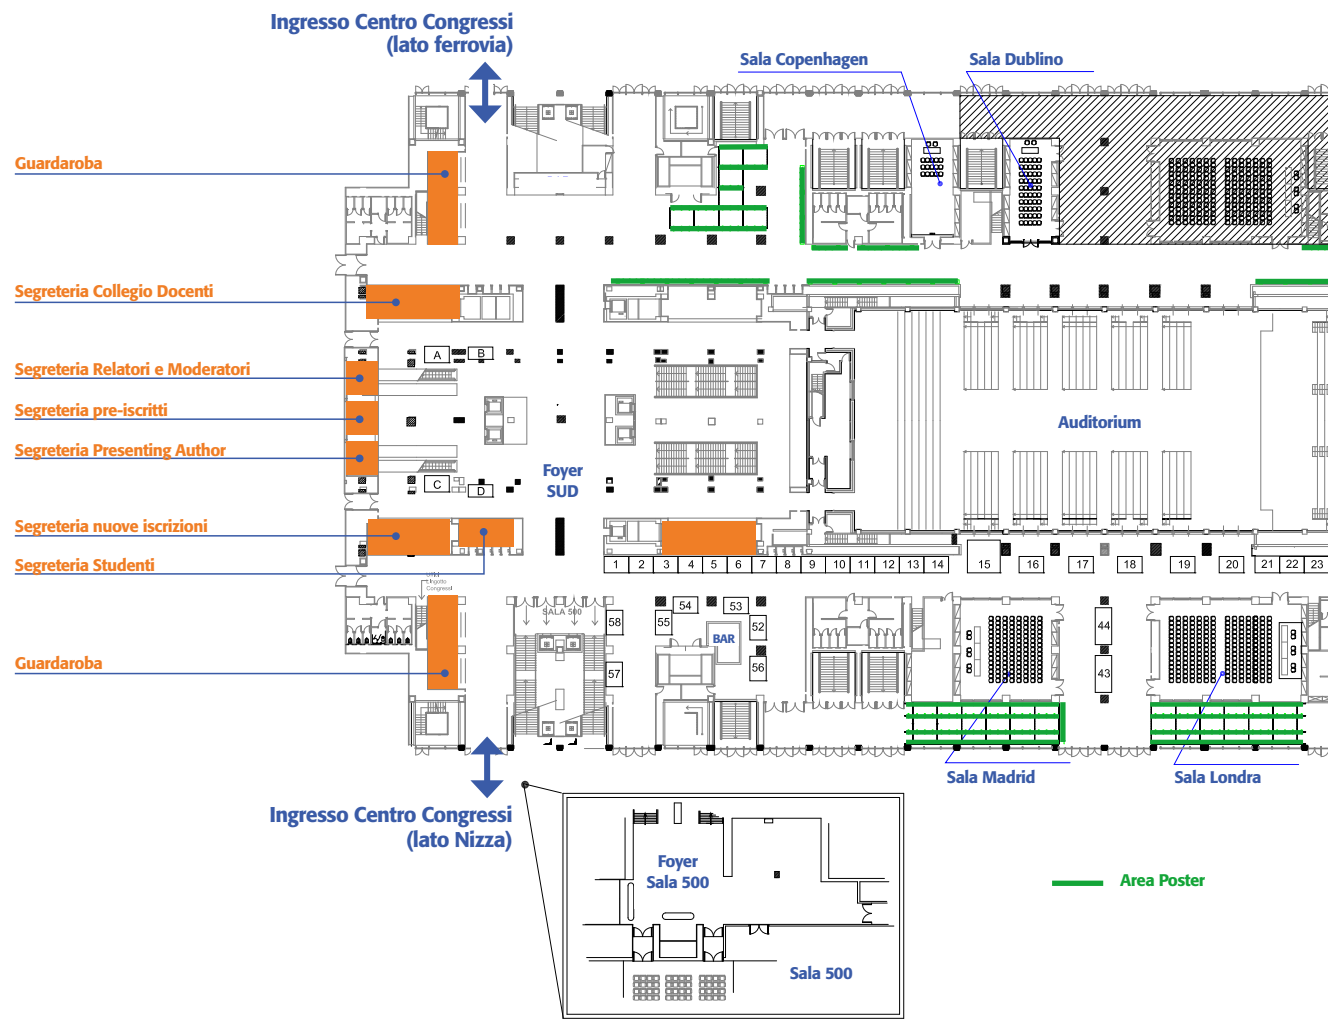 Ingresso Centro Congressi
(lato ferrovia)
Sala Copenhagen
Sala Dublino
Guardaroba
Segreteria Collegio Docenti
A
B
Segreteria Relatori e Moderatori
Segreteria pre-iscritti
Auditorium
Segreteria Presenting Author
Foyer
SUD
C
D
Segreteria nuove iscrizioni
Segreteria Studenti
1 2 3 4 5 6 7 8 9 10 11 12 13 14 15 16 17 18 19 20 21 22 23
Uffici
Lingotto
Congressi
SALA 500
58
55
54
53
52
BAR
44
57
56
43
Guardaroba
Sala Madrid
Sala Londra
Ingresso Centro Congressi
(lato Nizza)
Foyer
Sala 500
Area Poster
Sala 500